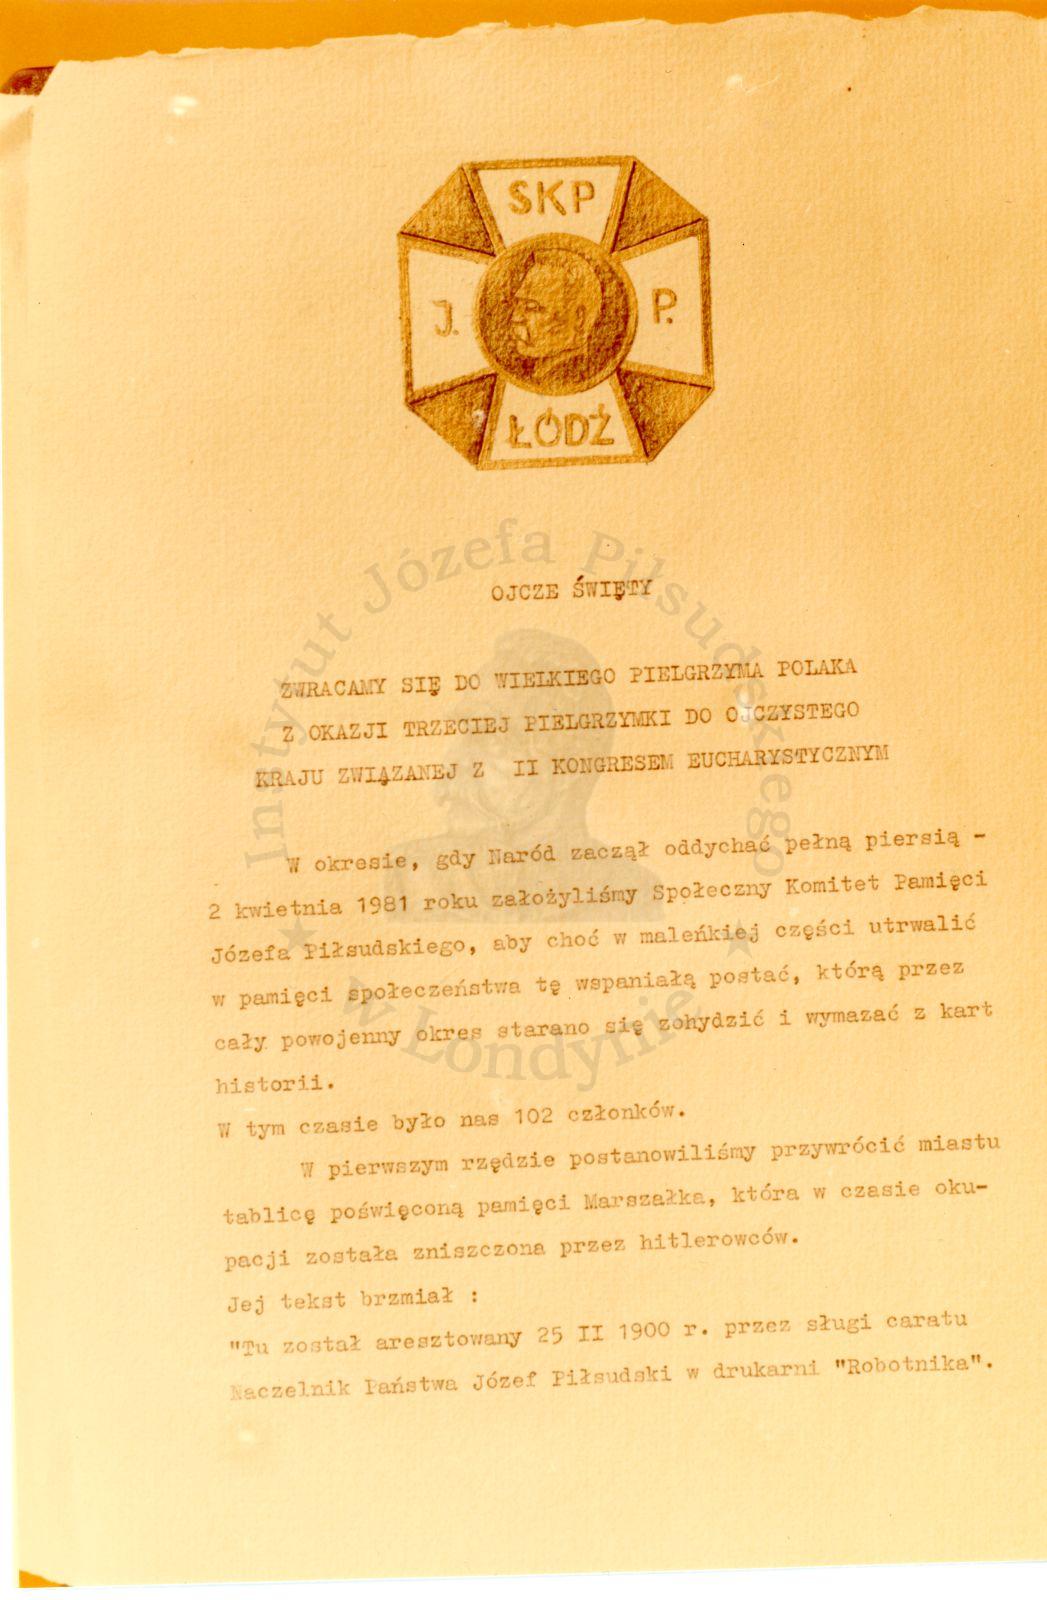 SKP
J.
P.
ŁÓDŹ
OJCZE ŚWIĘTY
ZWRACAMY SIĘ DO WIELKIEGO PIELGRZYMA POLAKA
Z OKAZJI TRZECIEJ PIELGRZYMKI DO OJCZYSTEGO
KRAJU ZWIĄZANEJ Z II KONGRESEM EUCHARYSTYCZNYM
W okresie, gdy Naród zaczął oddychać pełną piersią -
2 kwietnia 1981 roku założyliśmy Społeczny Komitet Pamięci
Józefa Piłsudskiego, aby choć w maleńkiej części utrwalić
w pamięci społeczeństwa tę wspaniałą postać, którą przez
cały powojenny okres starano się zohydzić i wymazać z kart
historii.
W tym czasie było nas 102 członków.
W pierwszym rzędzie postanowiliśmy przywrócić miastu
tablicę poświęconą pamięci Marszałka, która w czasie oku-
pacji została zniszczona przez hitlerowców.
Jej tekst brzmiał :
"Tu został aresztowany 25 II 1900 r. przez sługi caratu
Naczelnik Państwa Józef Piłsudski w drukarni "Robotnika".
Instytut Józefa Piłsudskiego
w Londynie